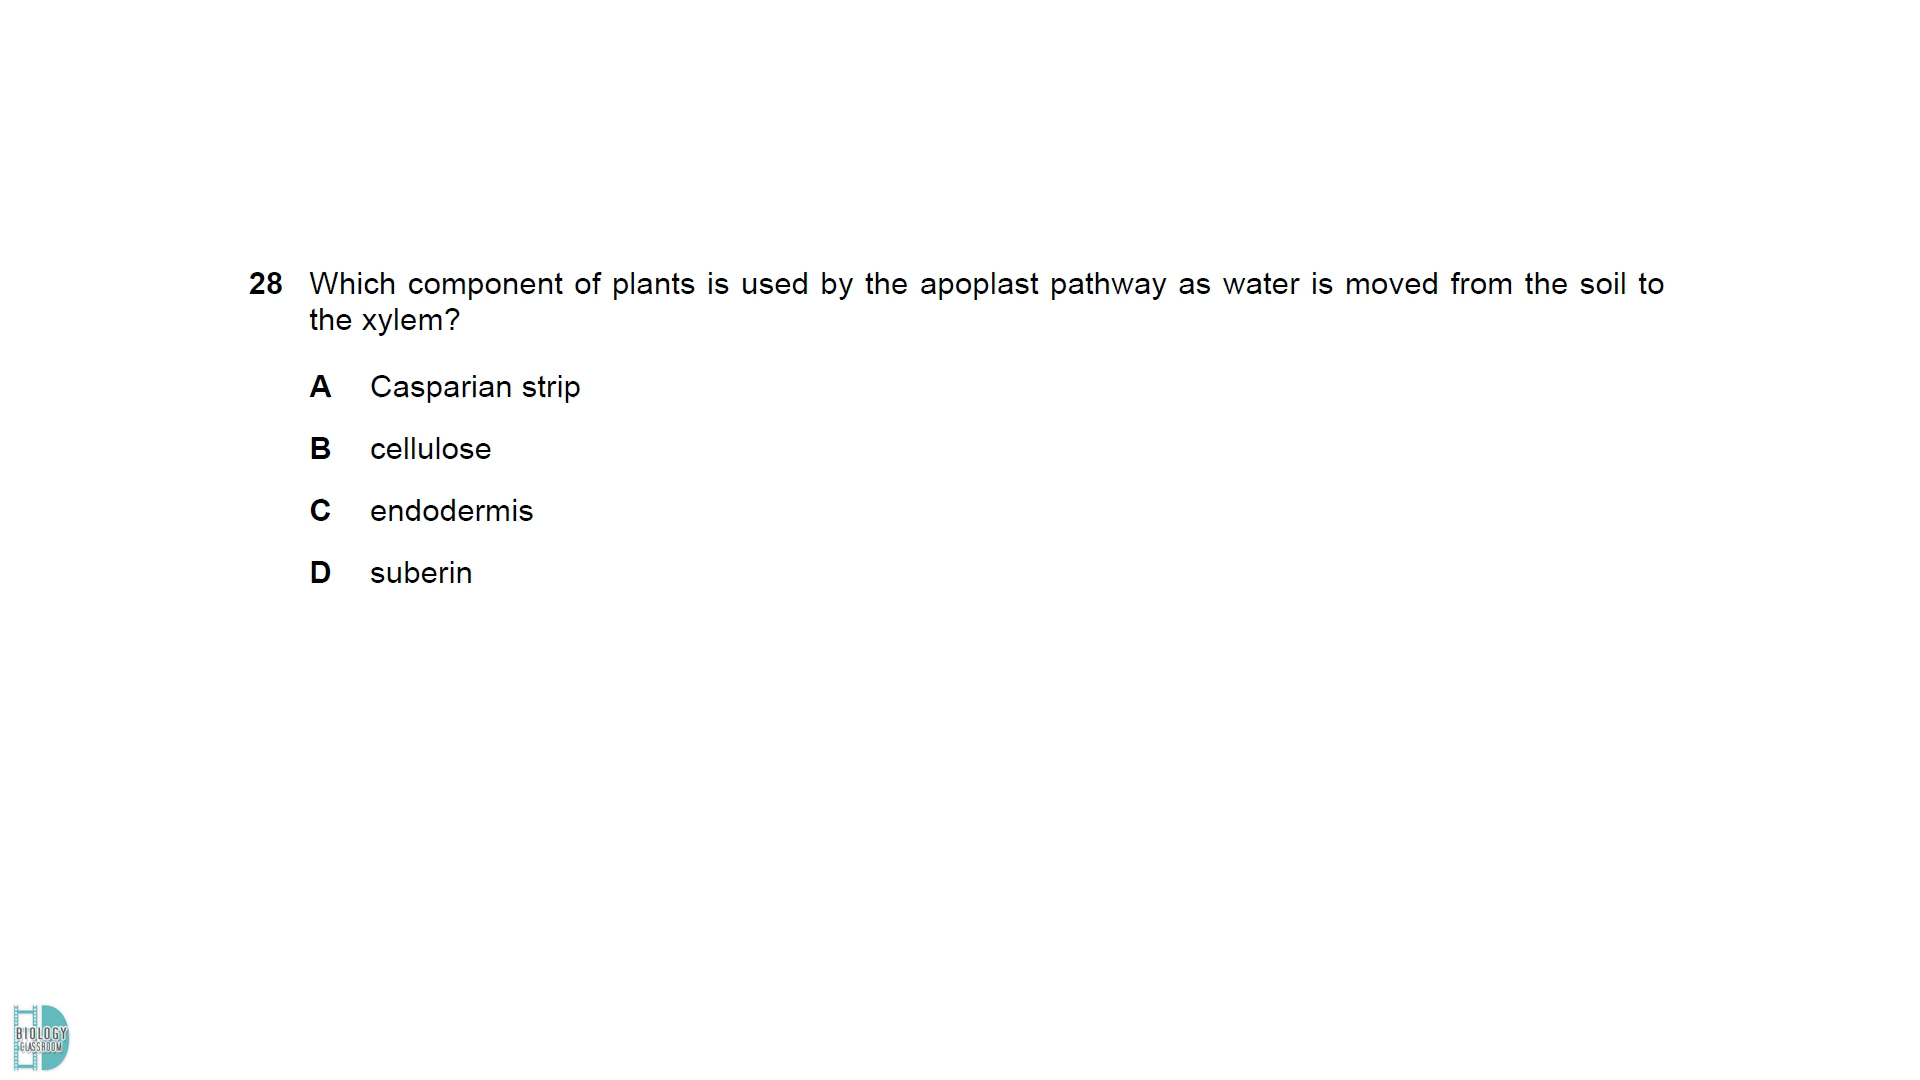 28 Which component of plants is used by the apoplast pathway as water is moved from the soil to
the xylem?
A Casparian strip
B cellulose
C endodermis
D suberin
BIOLOGY
CLASSROOM